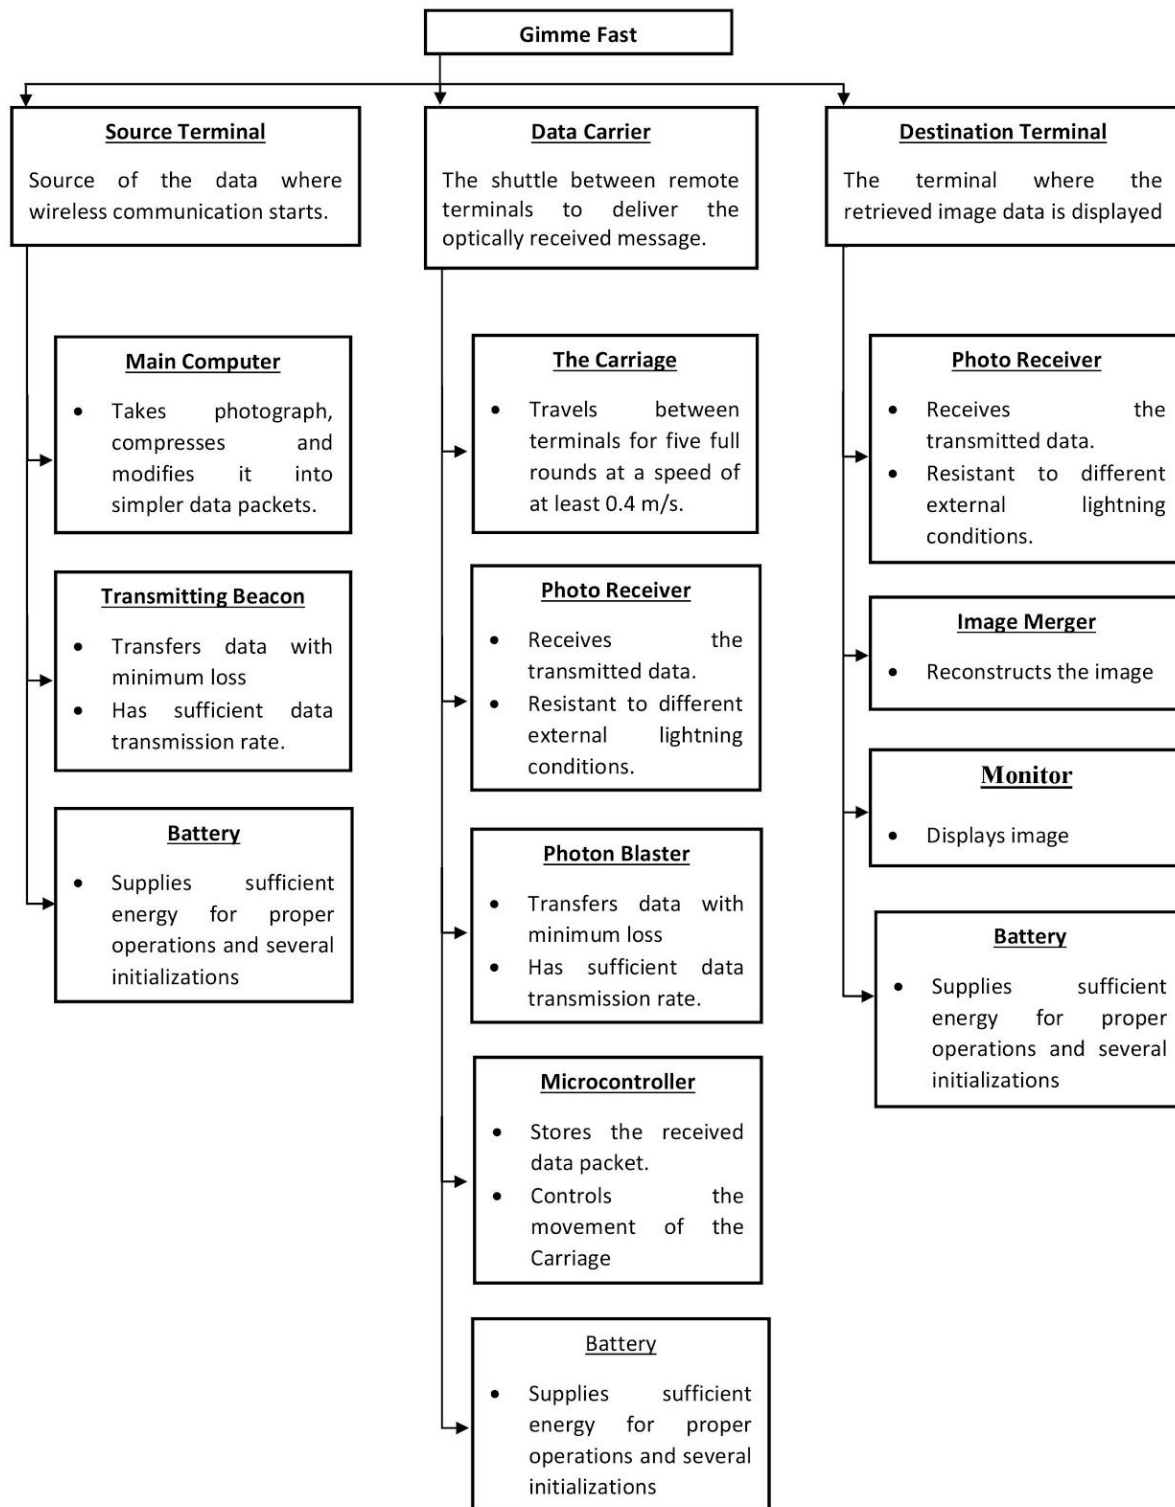 Gimme Fast
Source Terminal
Source of the data where
wireless communication starts.
Main Computer
• Takes photograph,
compresses and
modifies it into
simpler data packets.
Transmitting Beacon
• Transfers data with
minimum loss
• Has sufficient data
transmission rate.
Battery
• Supplies sufficient
energy for proper
operations and several
initializations
Data Carrier
The shuttle between remote
terminals to deliver the
optically received message.
The Carriage
• Travels between
terminals for five full
rounds at a speed of
at least 0.4 m/s.
Photo Receiver
• Receives the
transmitted data.
• Resistant to different
external lightning
conditions.
Photon Blaster
• Transfers data with
minimum loss
• Has sufficient data
transmission rate.
Microcontroller
• Stores the received
data packet.
• Controls the
movement of the
Carriage
Battery
• Supplies sufficient
energy for proper
operations and several
initializations
Destination Terminal
The terminal where the
retrieved image data is displayed
Photo Receiver
• Receives the
transmitted data.
• Resistant to different
external lightning
conditions.
Image Merger
• Reconstructs the image
Monitor
• Displays image
Battery
• Supplies sufficient
energy for proper
operations and several
initializations